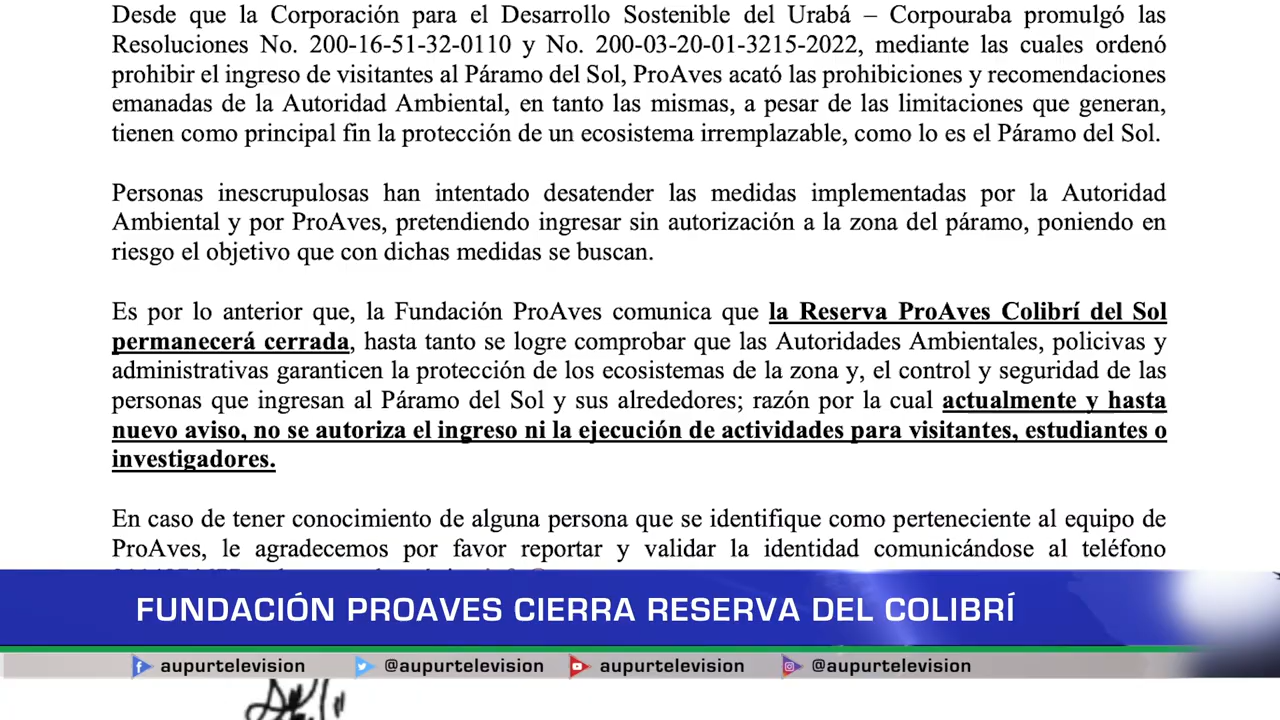 Desde que la Corporación para el Desarrollo Sostenible del Urabá – Corpouraba promulgó las
Resoluciones No. 200-16-51-32-0110 y No. 200-03-20-01-3215-2022, mediante las cuales ordenó
prohibir el ingreso de visitantes al Páramo del Sol, ProAves acató las prohibiciones y recomendaciones
emanadas de la Autoridad Ambiental, en tanto las mismas, a pesar de las limitaciones que generan,
tienen como principal fin la protección de un ecosistema irremplazable, como lo es el Páramo del Sol.
Personas inescrupulosas han intentado desatender las medidas implementadas por la Autoridad
Ambiental y por ProAves, pretendiendo ingresar sin autorización a la zona del páramo, poniendo en
riesgo el objetivo que con dichas medidas se buscan.
Es por lo anterior que, la Fundación ProAves comunica que la Reserva ProAves Colibrí del Sol
permanecerá cerrada, hasta tanto se logre comprobar que las Autoridades Ambientales, policivas y
administrativas garanticen la protección de los ecosistemas de la zona y, el control y seguridad de las
personas que ingresan al Páramo del Sol y sus alrededores; razón por la cual actualmente y hasta
nuevo aviso, no se autoriza el ingreso ni la ejecución de actividades para visitantes, estudiantes o
investigadores.
En caso de tener conocimiento de alguna persona que se identifique como perteneciente al equipo de
ProAves, le agradecemos por favor reportar y validar la identidad comunicándose al teléfono
FUNDACIÓN PROAVES CIERRA RESERVA DEL COLIBRÍ
aupurtelevision @aupurtelevision aupurtelevision @aupurtelevision